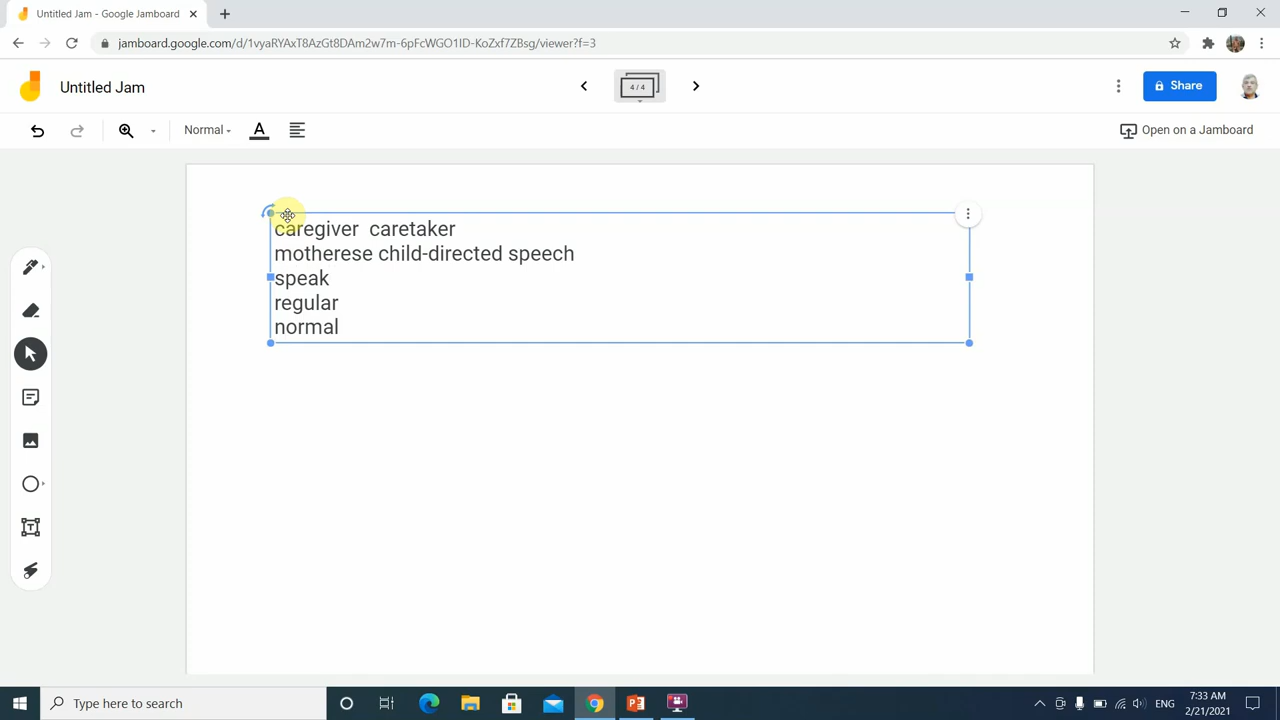 Untitled Jam - Google Jamboard
jamboard.google.com/d/1vyaRYAxT8AzGt8DAm2w7m-6pFcWGO1ID-KoZxf7ZBsg/viewer?f=3
Untitled Jam
4 / 4
Share
Normal
A
Open on a Jamboard
caregiver  caretaker
motherese child-directed speech
speak
regular
normal
T
Type here to search
ENG
7:33 AM
2/21/2021